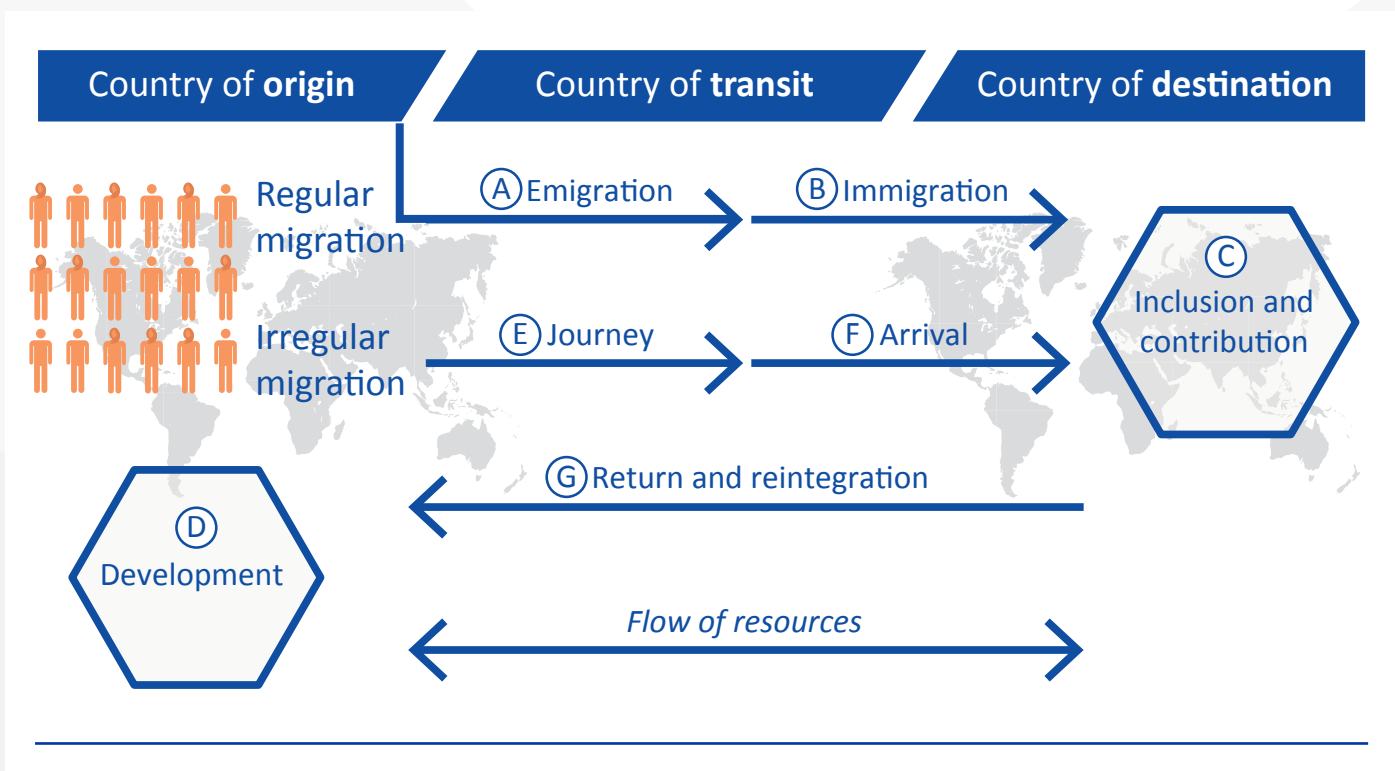 Country of origin
Country of transit
Country of destination
Regular
migration
A Emigration
B Immigration
C
Inclusion and
contribution
Irregular
migration
E Journey
F Arrival
G Return and reintegration
D
Development
Flow of resources